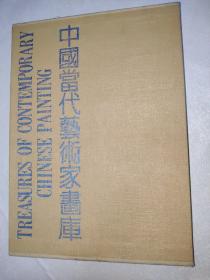 中國當代藝術家畫庫
TREASURES OF CONTEMPORARY
CHINESE PAINTING